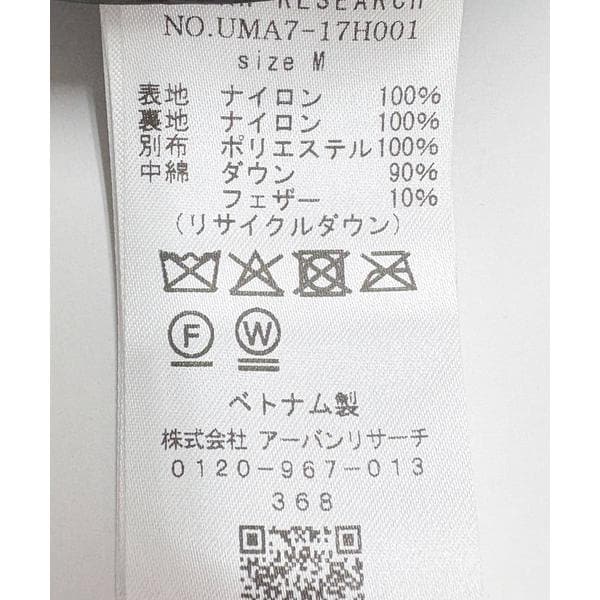 RESEARCH
NO.UMA7-17H001
size M
表地 ナイロン 100%
裏地 ナイロン 100%
別布 ポリエステル100%
中綿 ダウン 90%
フェザー 10%
(リサイクルダウン)
F W
ベトナム製
株式会社 アーバンリサーチ
0120-967-013
368